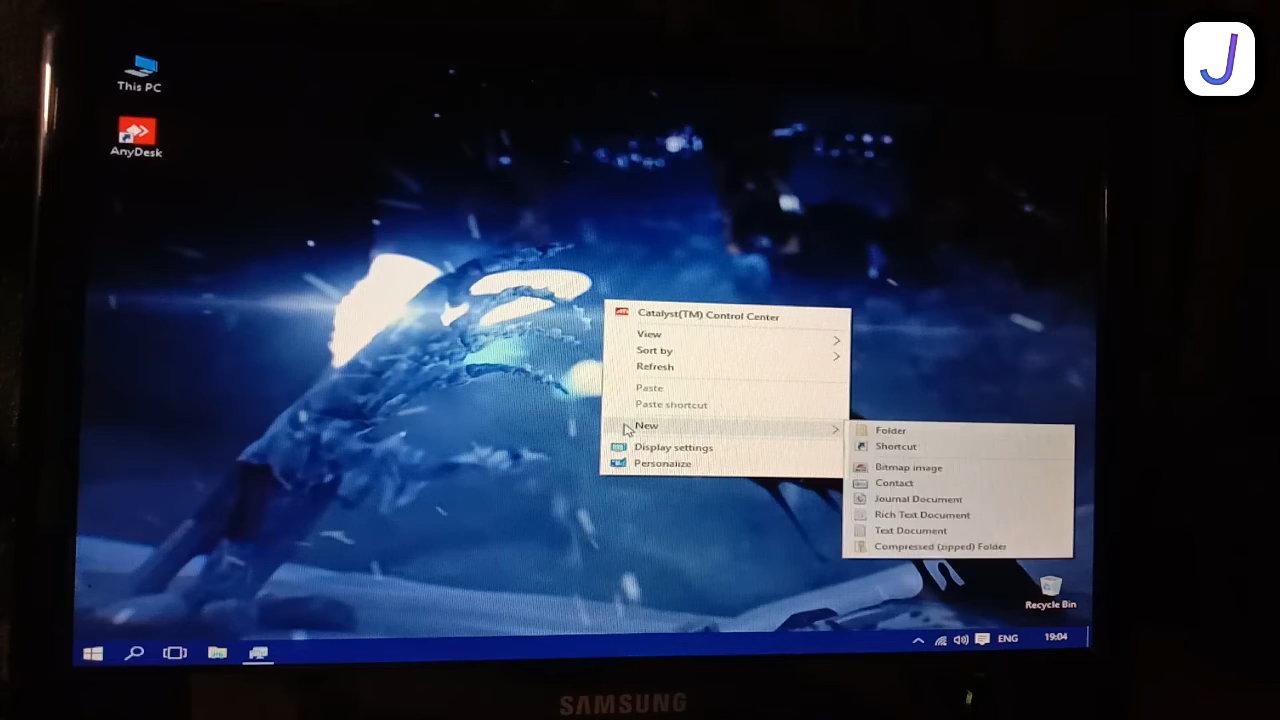 J
This PC
AnyDesk
Catalyst(TM) Control Center
View
Sort by
Refresh
Paste
Paste shortcut
New
Display settings
Personalize
Folder
Shortcut
Bitmap image
Contact
Journal Document
Rich Text Document
Text Document
Compressed (zipped) Folder
Recycle Bin
ENG
19:04
SAMSUNG